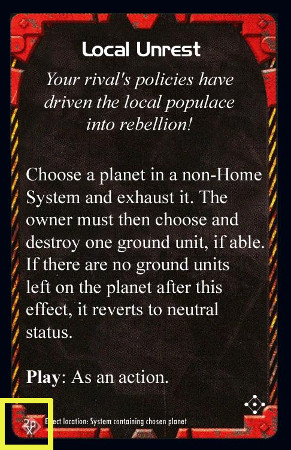 Local Unrest
Your rival's policies have
driven the local populace
into rebellion!
Choose a planet in a non-Home
System and exhaust it. The
owner must then choose and
destroy one ground unit, if able.
If there are no ground units
left on the planet after this
effect, it reverts to neutral
status.
Play: As an action.
Effect location: System containing chosen planet